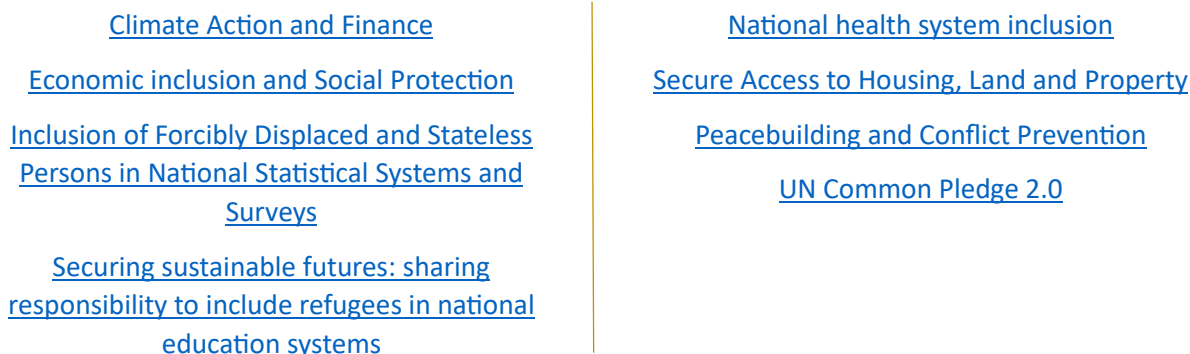 Climate Action and Finance
Economic inclusion and Social Protection
Inclusion of Forcibly Displaced and Stateless
Persons in National Statistical Systems and
Surveys
Securing sustainable futures: sharing
responsibility to include refugees in national
education systems
National health system inclusion
Secure Access to Housing, Land and Property
Peacebuilding and Conflict Prevention
UN Common Pledge 2.0